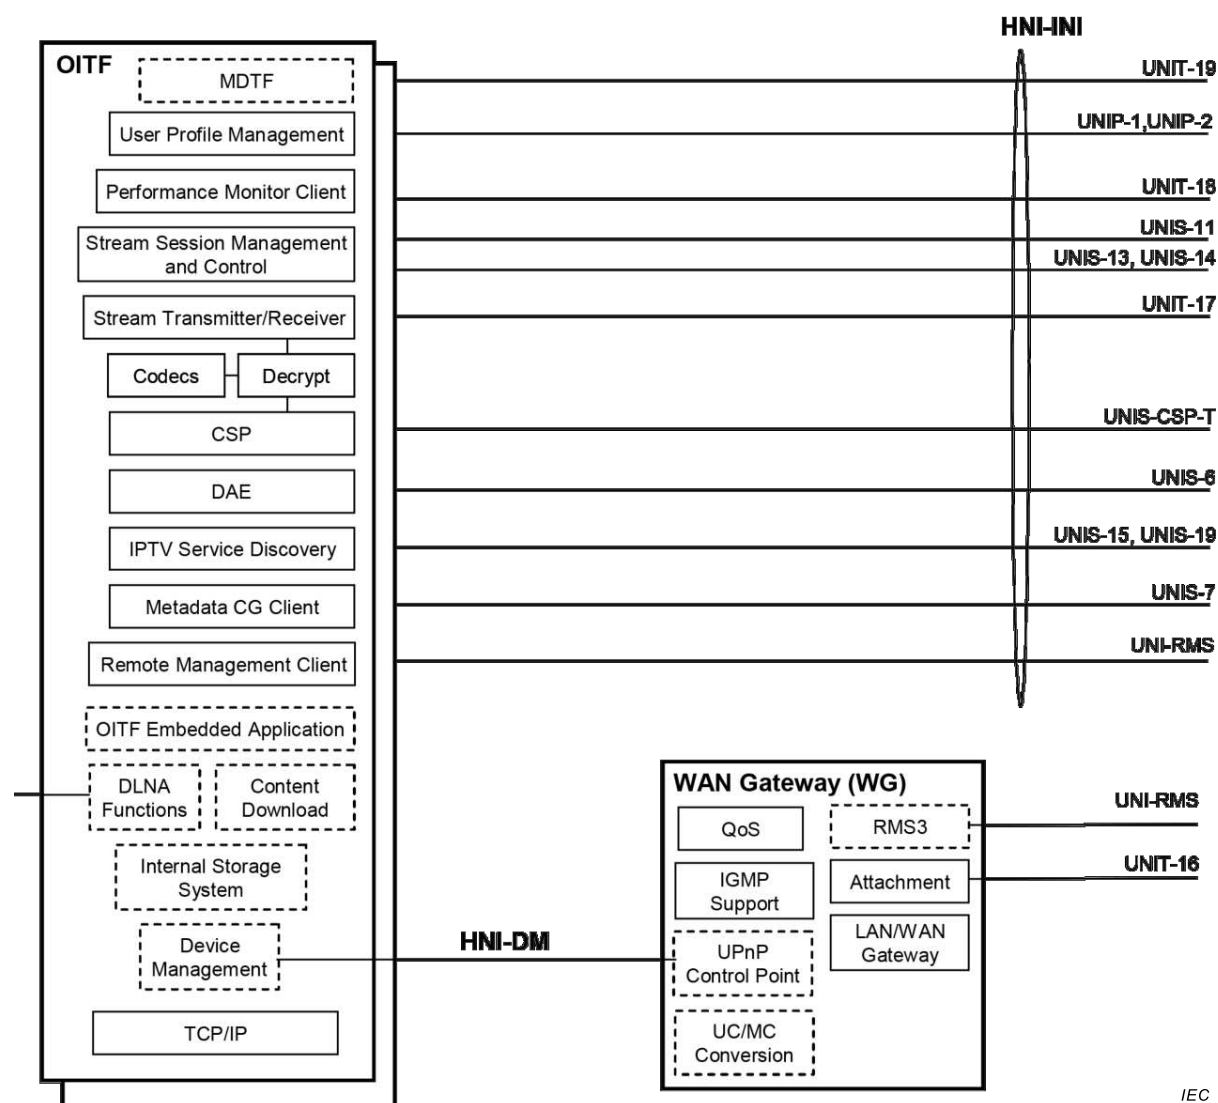 HNI-INI
OITF
MDTF
UNIT-19
User Profile Management
UNIP-1,UNIP-2
Performance Monitor Client
UNIT-18
Stream Session Management
and Control
UNIS-11
UNIS-13, UNIS-14
Stream Transmitter/Receiver
UNIT-17
Codecs
Decrypt
CSP
UNIS-CSP-T
DAE
UNIS-6
IPTV Service Discovery
UNIS-15, UNIS-19
Metadata CG Client
UNIS-7
Remote Management Client
UNI-RMS
OITF Embedded Application
DLNA
Functions
Content
Download
Internal Storage
System
Device
Management
HNI-DM
TCP/IP
WAN Gateway (WG)
QoS
RMS3
UNI-RMS
IGMP
Support
Attachment
UNIT-16
UPnP
Control Point
LAN/WAN
Gateway
UC/MC
Conversion
IEC